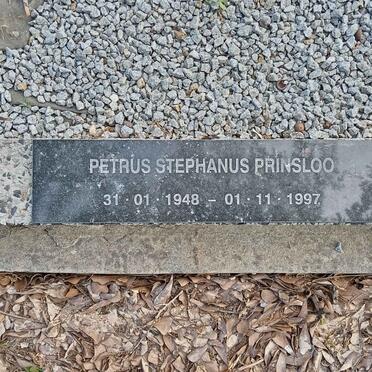 PETRUS STEPHANUS PRINSLOO
31 · 01 · 1948 - 01 · 11 · 1997